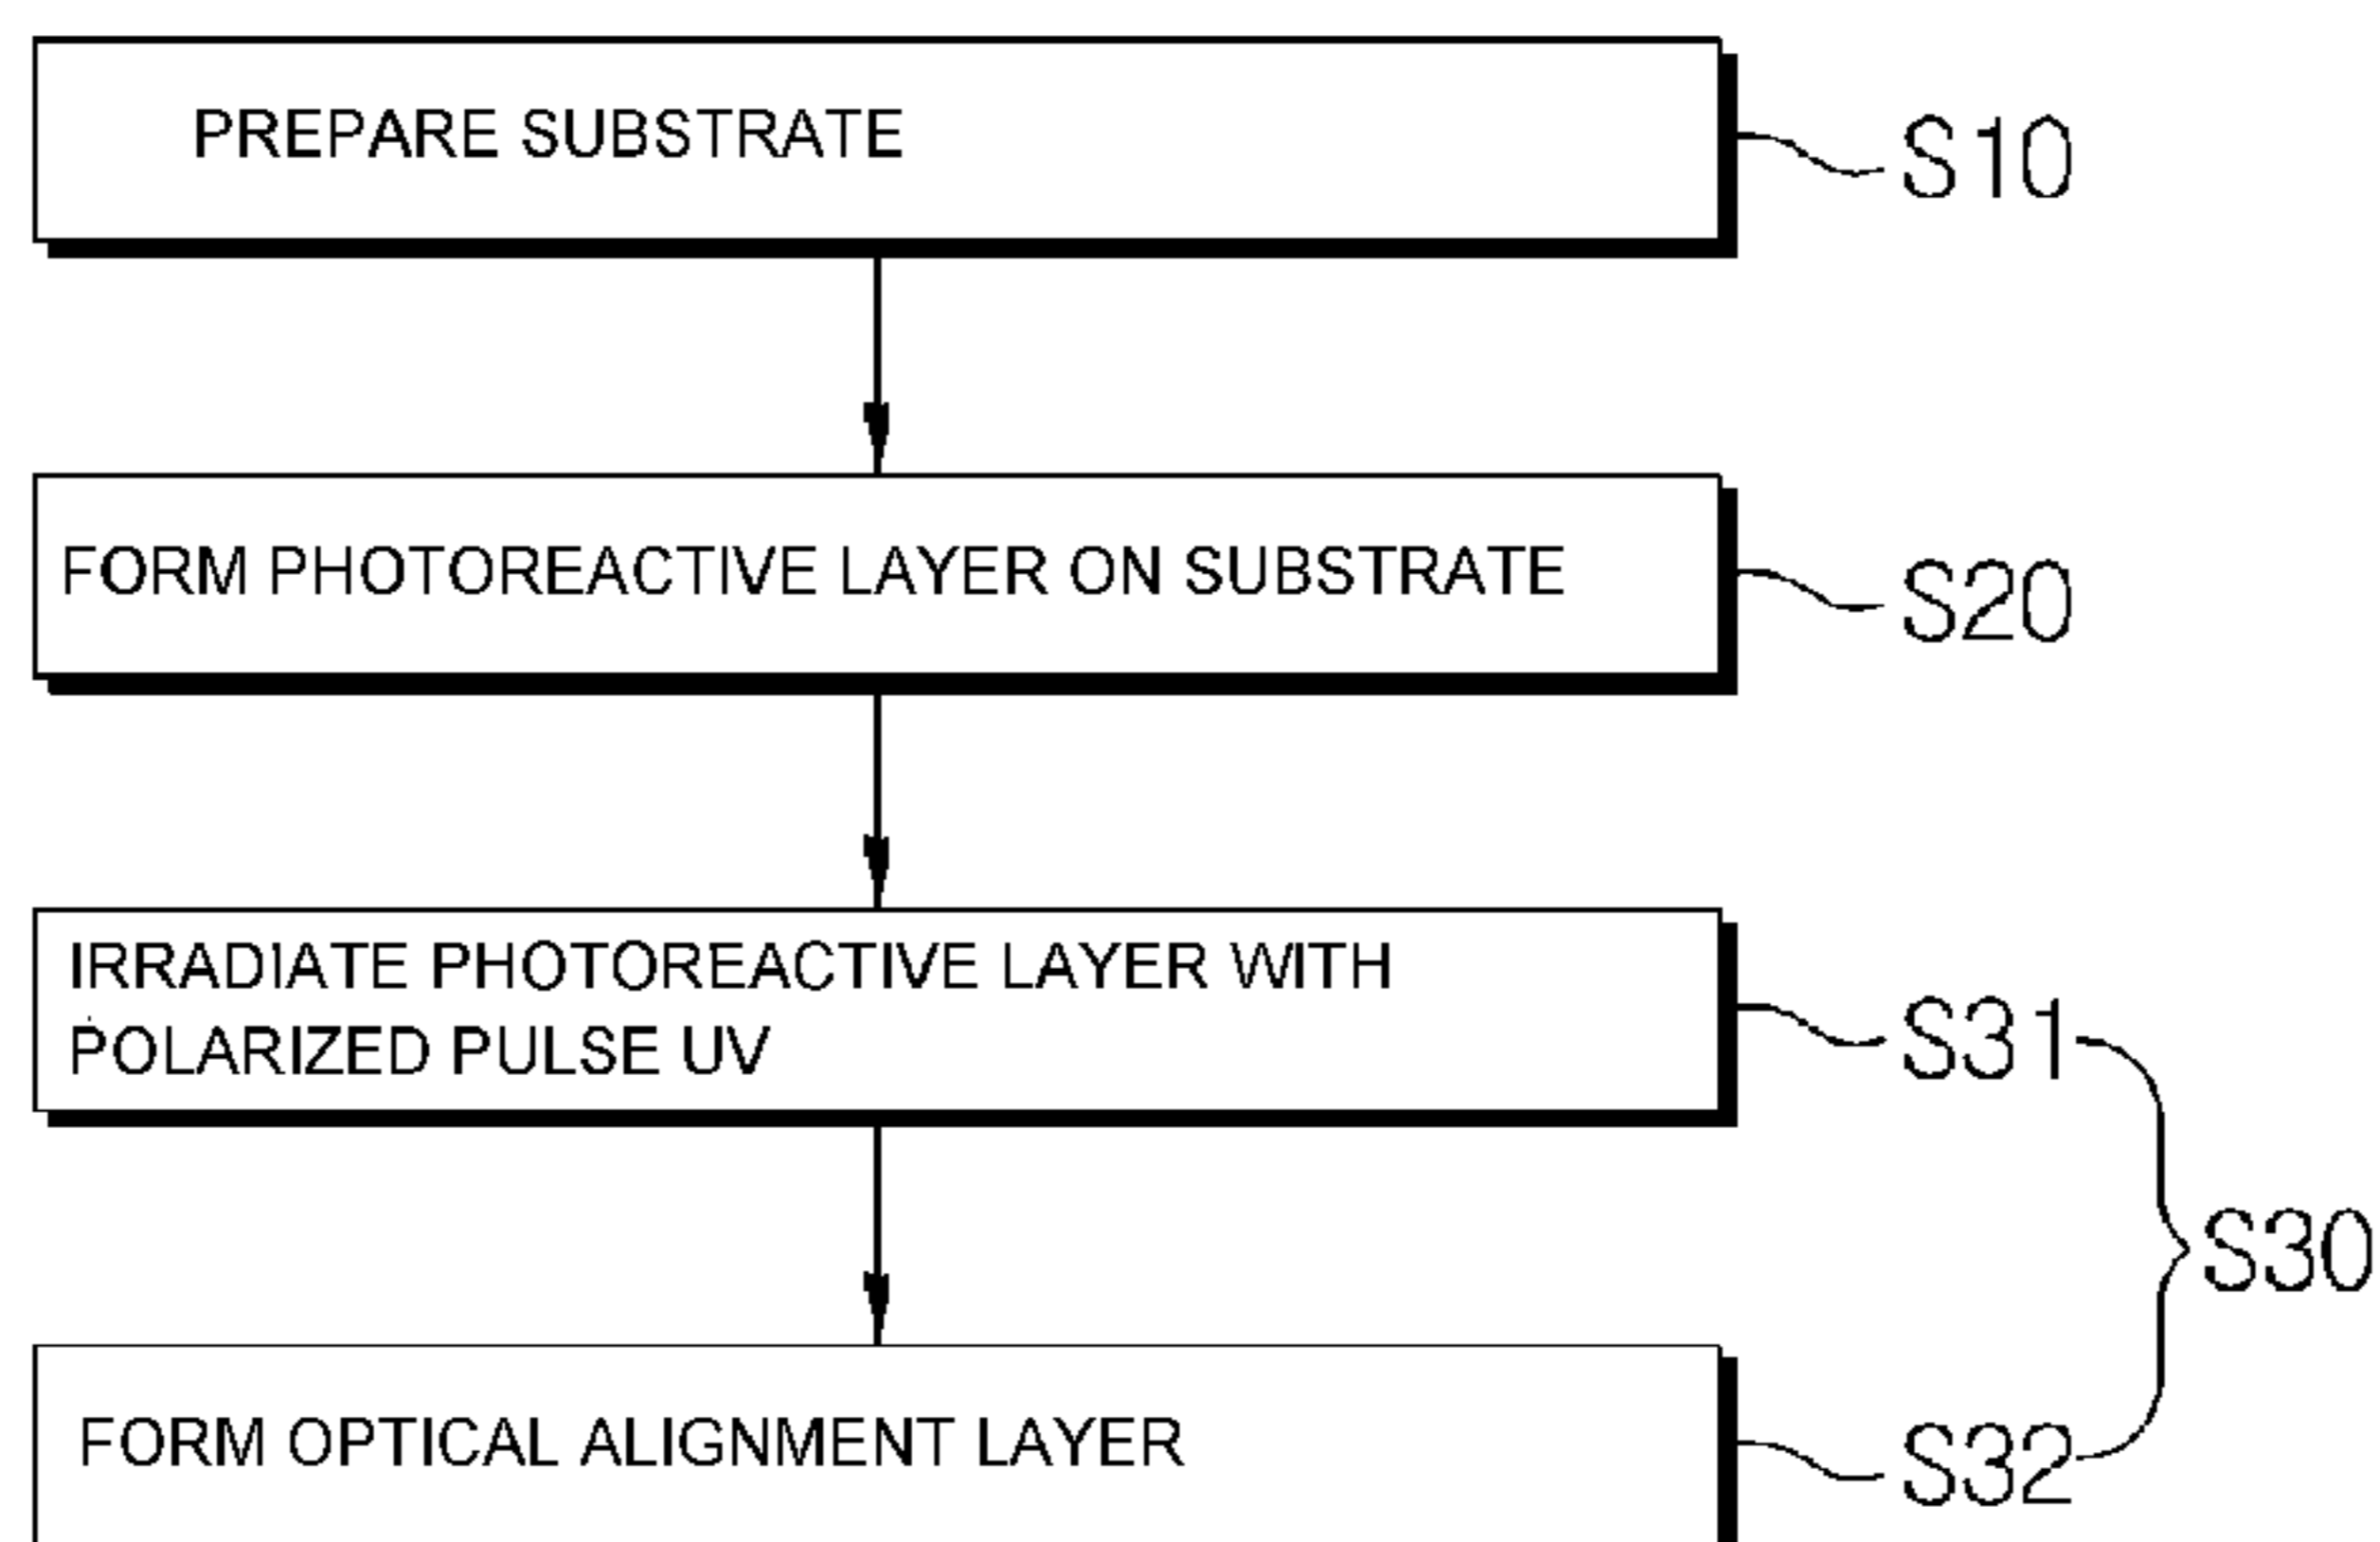 PREPARE SUBSTRATE
S10
FORM PHOTOREACTIVE LAYER ON SUBSTRATE
S20
IRRADIATE PHOTOREACTIVE LAYER WITH
POLARIZED PULSE UV
S31
S30
FORM OPTICAL ALIGNMENT LAYER
S32